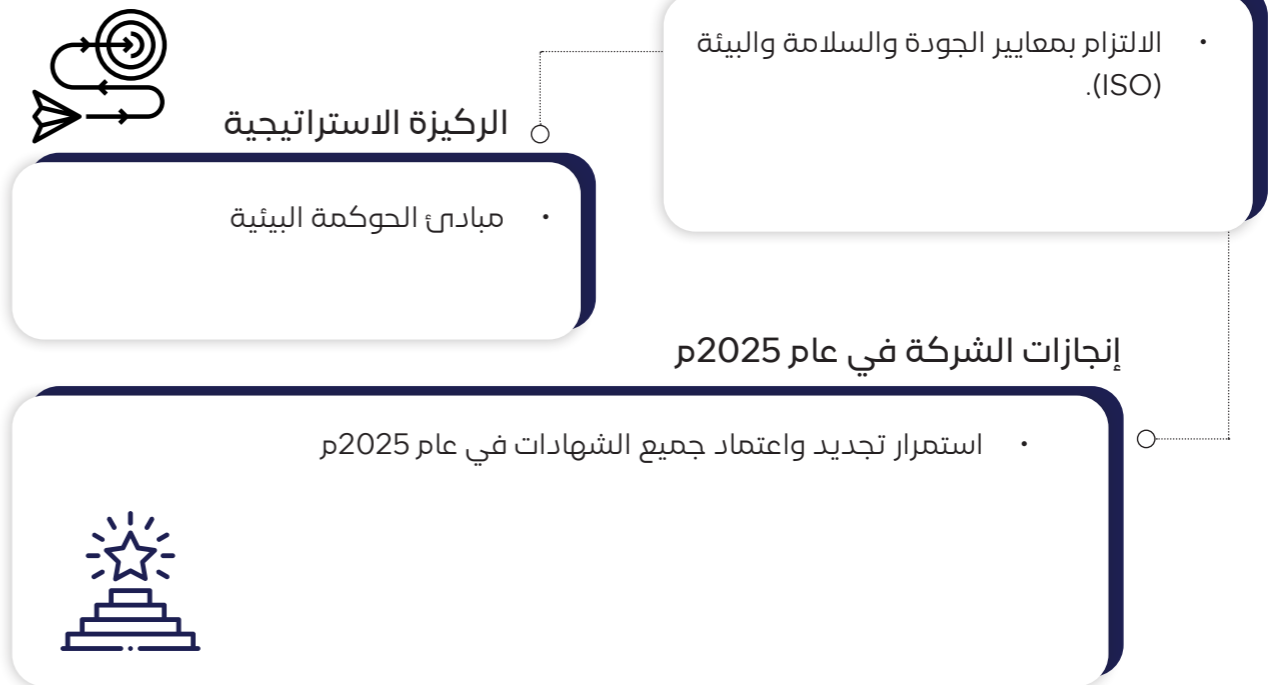 الالتزام بمعايير الجودة والسلامة والبيئة
(ISO).
الركيزة الاستراتيجية
مبادئ الحوكمة البيئية
إنجازات الشركة في عام 2025م
استمرار تجديد واعتماد جميع الشهادات في عام 2025م